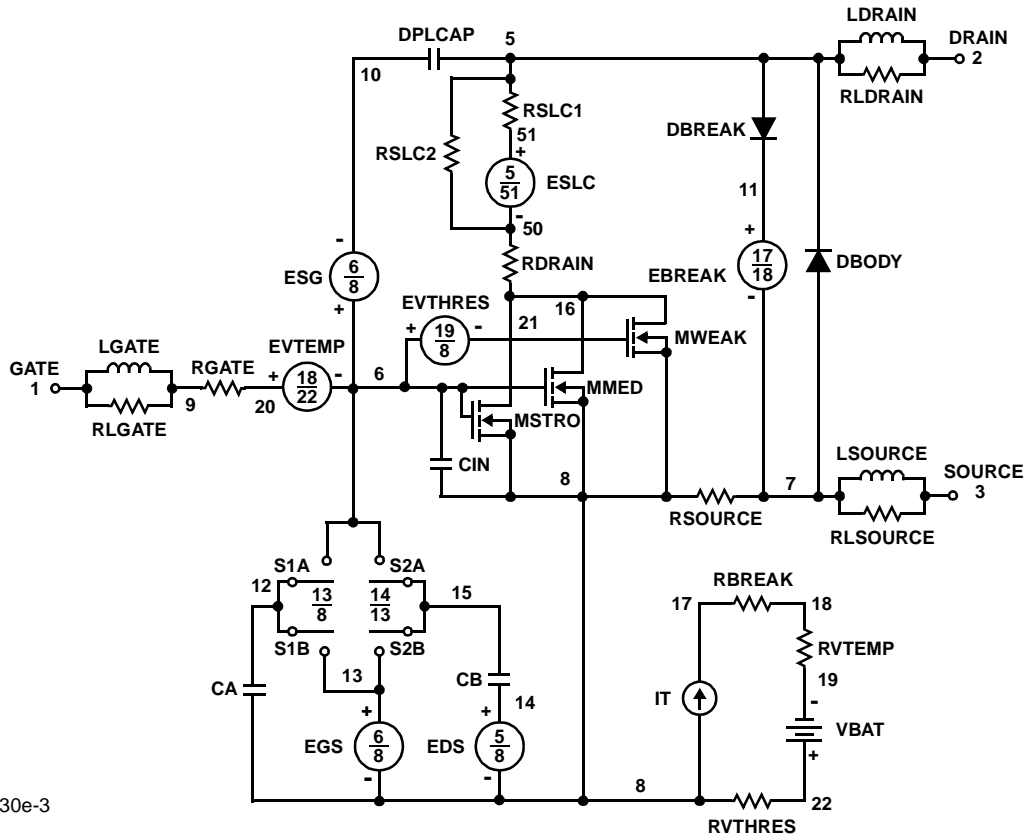 LDRAIN
DRAIN
2
RLDRAIN
DPLCAP
5
10
RSLC1
51
RSLC2
+
5
51
ESLC
-
50
DBREAK
11
+
17
18
EBREAK
-
DBODY
RDRAIN
-
ESG
6
8
+
EVTHRES
+
19
8
-
21
16
MWEAK
LGATE
GATE
1
RLGATE
9
RGATE
EVTEMP
+
20
18
22
-
6
MMED
MSTRO
CIN
8
RSOURCE
7
LSOURCE
SOURCE
3
RLSOURCE
S1A
S2A
12
13
8
14
13
15
S1B
S2B
13
CA
CB
14
+
EGS
6
8
-
+
EDS
5
8
-
RBREAK
17
18
RVTEMP
19
IT
-
VBAT
+
8
22
RVTHRES
30e-3